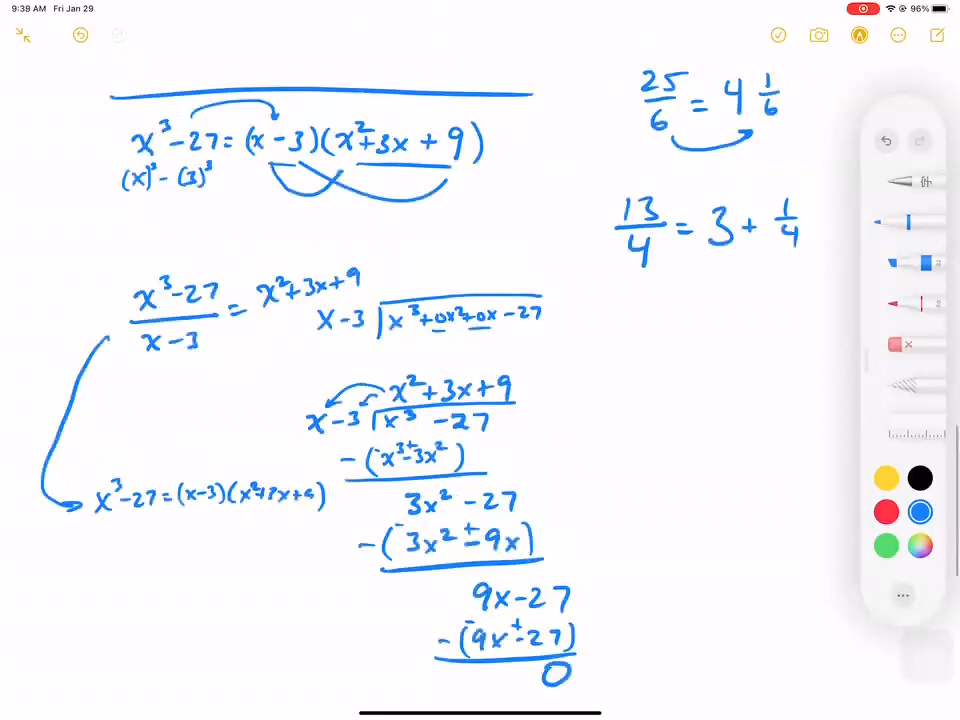 9:39 AM Fri Jan 29
96%
25/6 = 4 1/6
x³ - 27 = (x - 3)(x² + 3x + 9)
(x)³ - (3)³
13/4 = 3 + 1/4
x³ - 27 / x - 3 = x² + 3x + 9
x - 3 ) x³ + 0x² + 0x - 27
x² + 3x + 9
x - 3 ) x³ - 27
- (x³ - 3x²)
x³ - 27 = (x - 3)(x² + 3x + 9)
3x² - 27
- (3x² - 9x)
9x - 27
- (9x - 27)
0